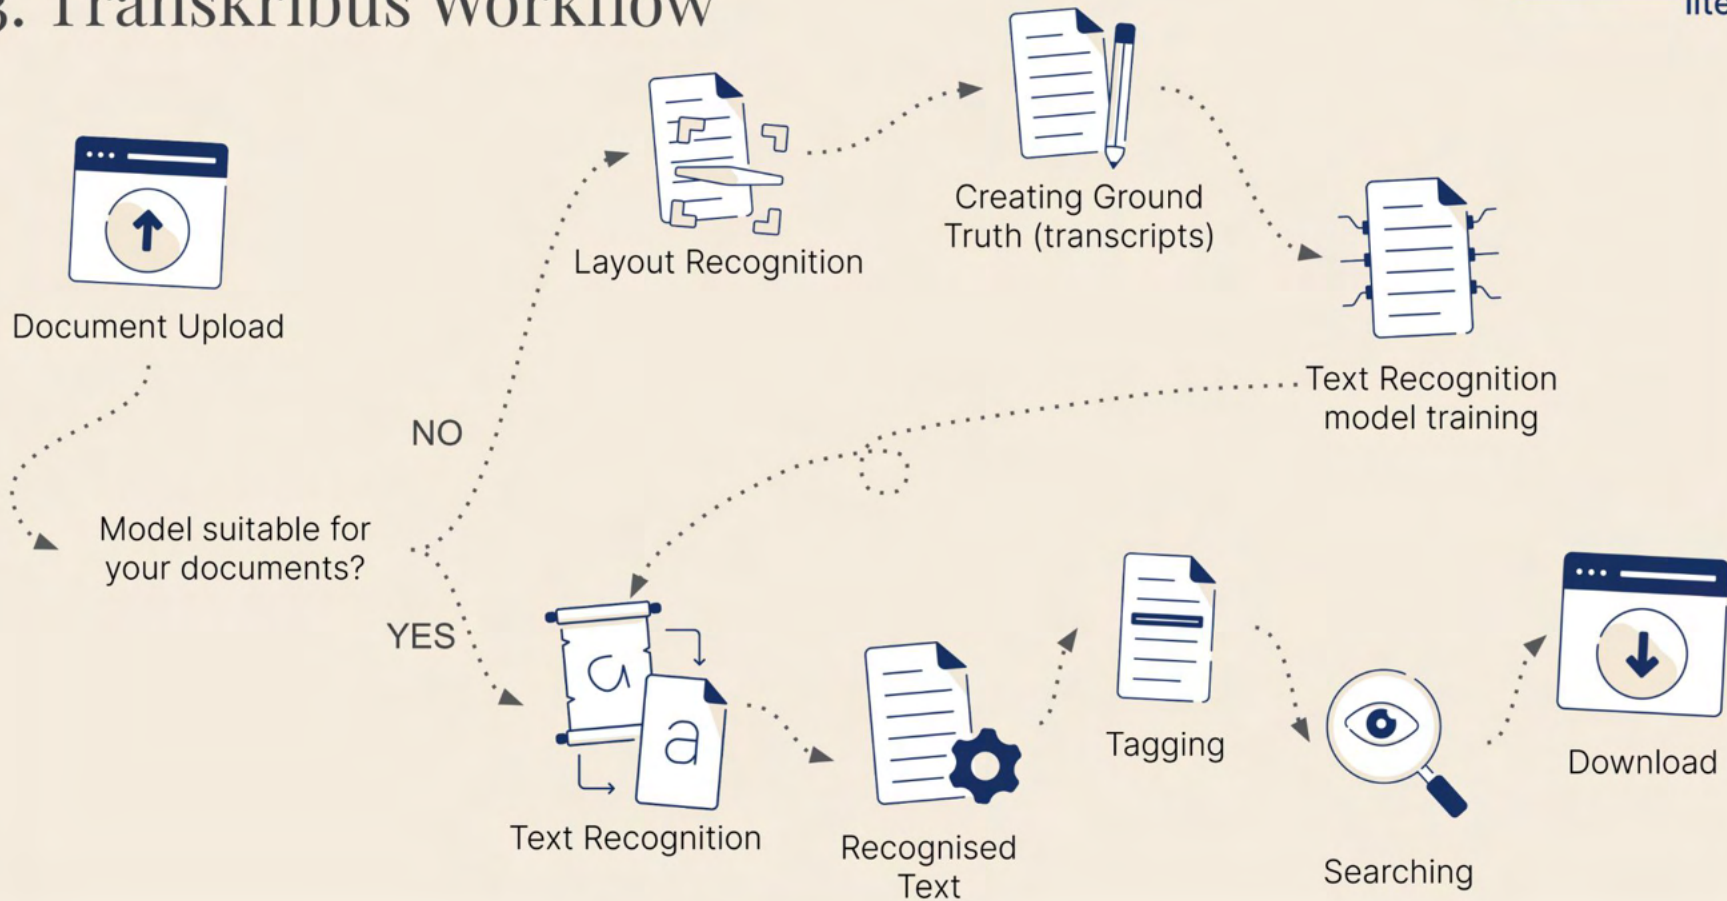 3. Transkribus Workflow
Document Upload
Model suitable for
your documents?
NO
YES
Layout Recognition
Creating Ground
Truth (transcripts)
Text Recognition
model training
a
a
Text Recognition
Recognised
Text
Tagging
Searching
Download